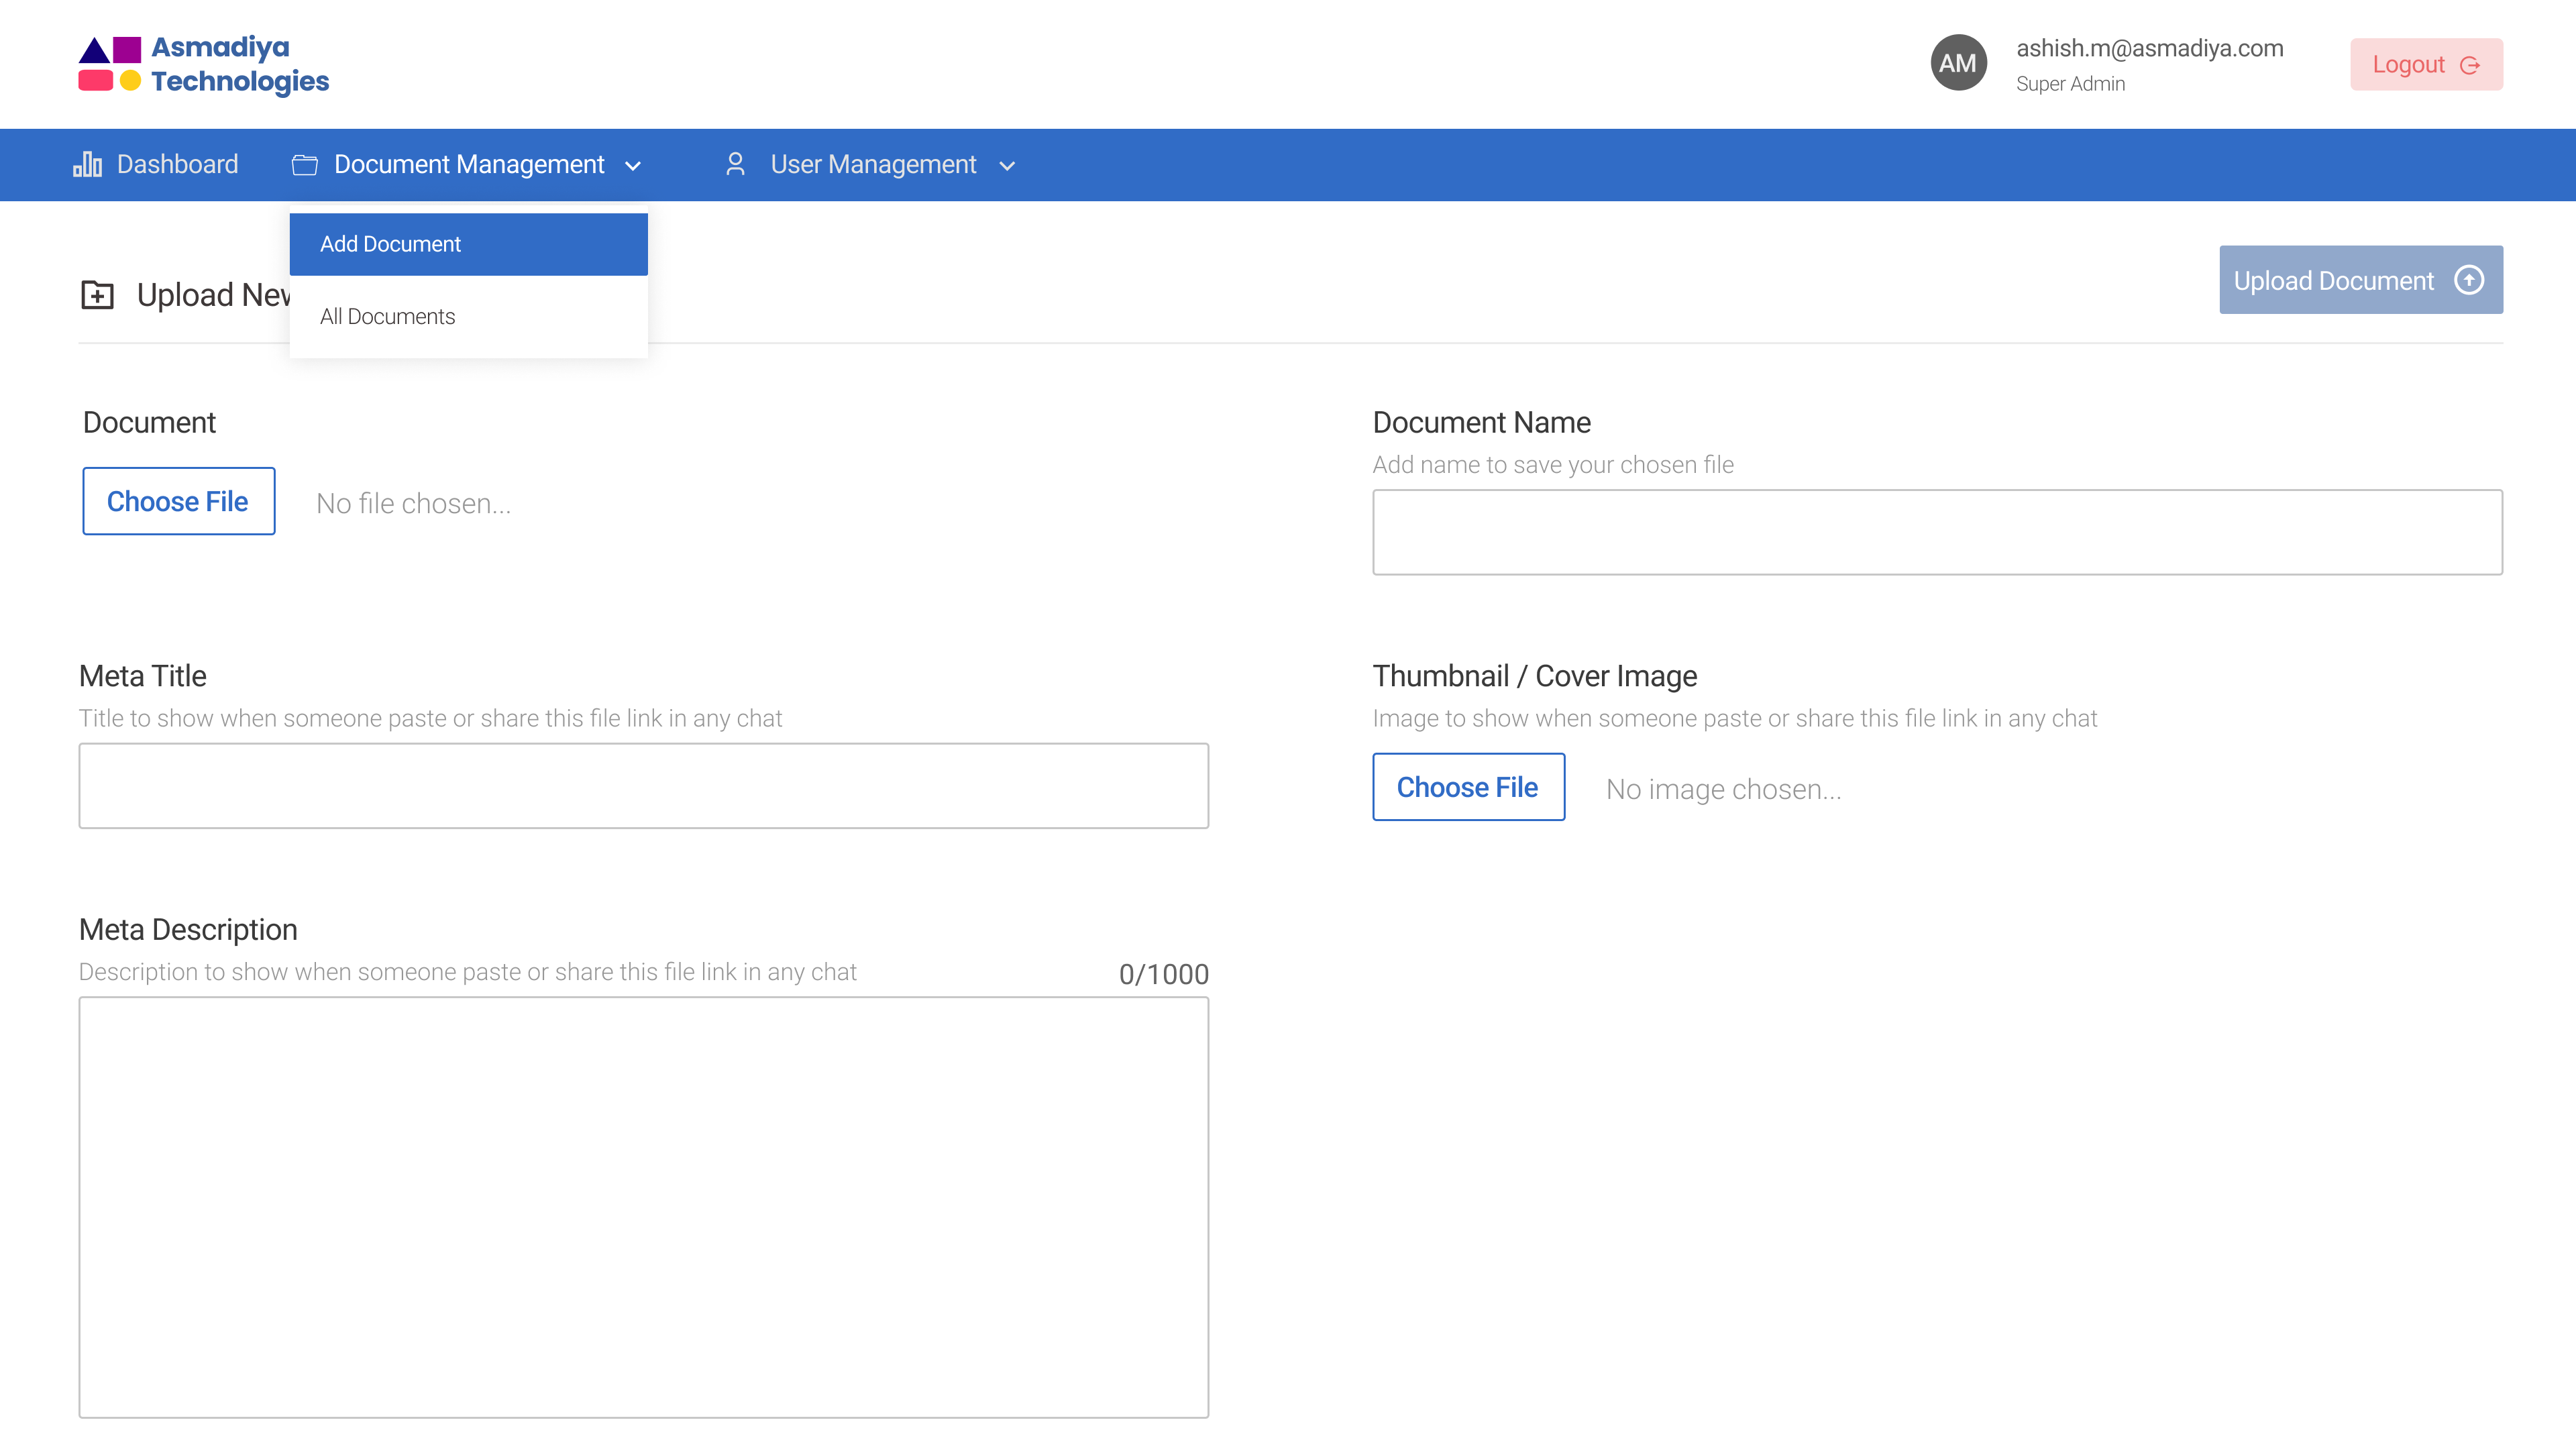 Asmadiya
Technologies
AM
ashish.m@asmadiya.com
Super Admin
Logout
Dashboard
Document Management
User Management
Add Document
All Documents
Upload
Upload Document
Document
Choose File
No file chosen...
Document Name
Add name to save your chosen file
Meta Title
Title to show when someone paste or share this file link in any chat
Thumbnail / Cover Image
Image to show when someone paste or share this file link in any chat
Choose File
No image chosen...
Meta Description
Description to show when someone paste or share this file link in any chat
0/1000